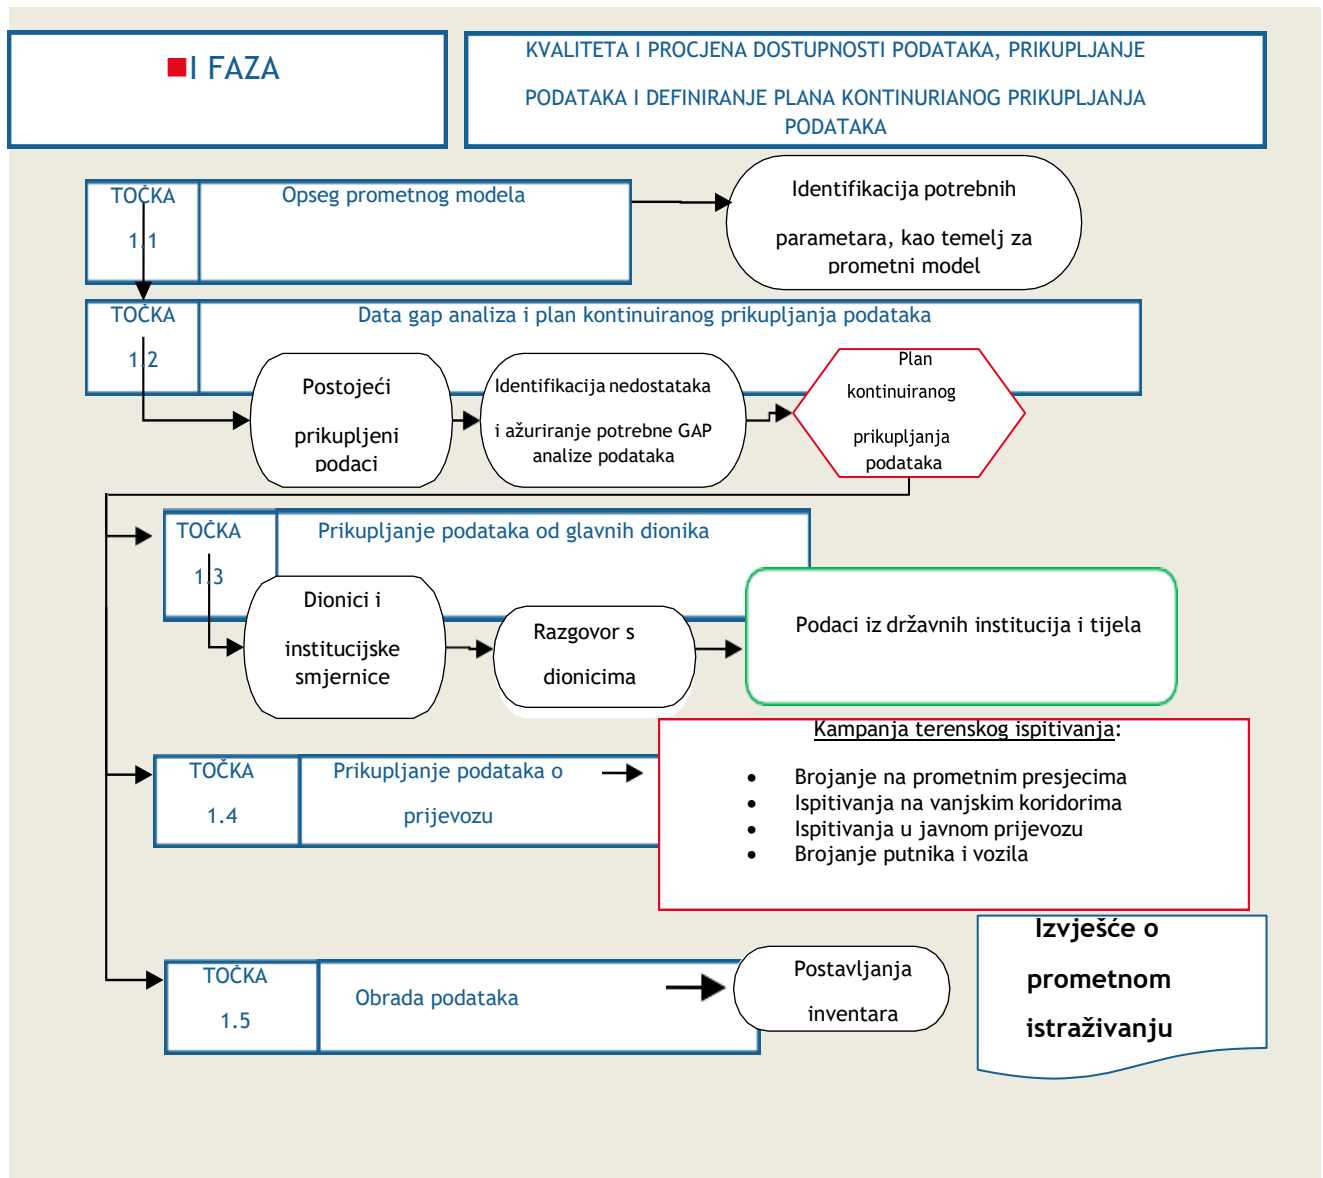 I FAZA
KVALITETA I PROCJENA DOSTUPNOSTI PODATAKA, PRIKUPLJANJE
PODATAKA I DEFINIRANJE PLANA KONTINURIANOG PRIKUPLJANJA
PODATAKA
TOČKA
1.1
Opseg prometnog modela
Identifikacija potrebnih
parametara, kao temelj za
prometni model
TOČKA
1.2
Data gap analiza i plan kontinuiranog prikupljanja podataka
Postojeći
prikupljeni
podaci
Identifikacija nedostataka
i ažuriranje potrebne GAP
analize podataka
Plan
kontinuiranog
prikupljanja
podataka
TOČKA
1.3
Prikupljanje podataka od glavnih dionika
Dionici i
institucijske
smjernice
Razgovor s
dionicima
Podaci iz državnih institucija i tijela
TOČKA
1.4
Prikupljanje podataka o
prijevozu
Kampanja terenskog ispitivanja:
• Brojanje na prometnim presjecima
• Ispitivanja na vanjskim koridorima
• Ispitivanja u javnom prijevozu
• Brojanje putnika i vozila
TOČKA
1.5
Obrada podataka
Postavljanja
inventara
Izvješće o
prometnom
istraživanju